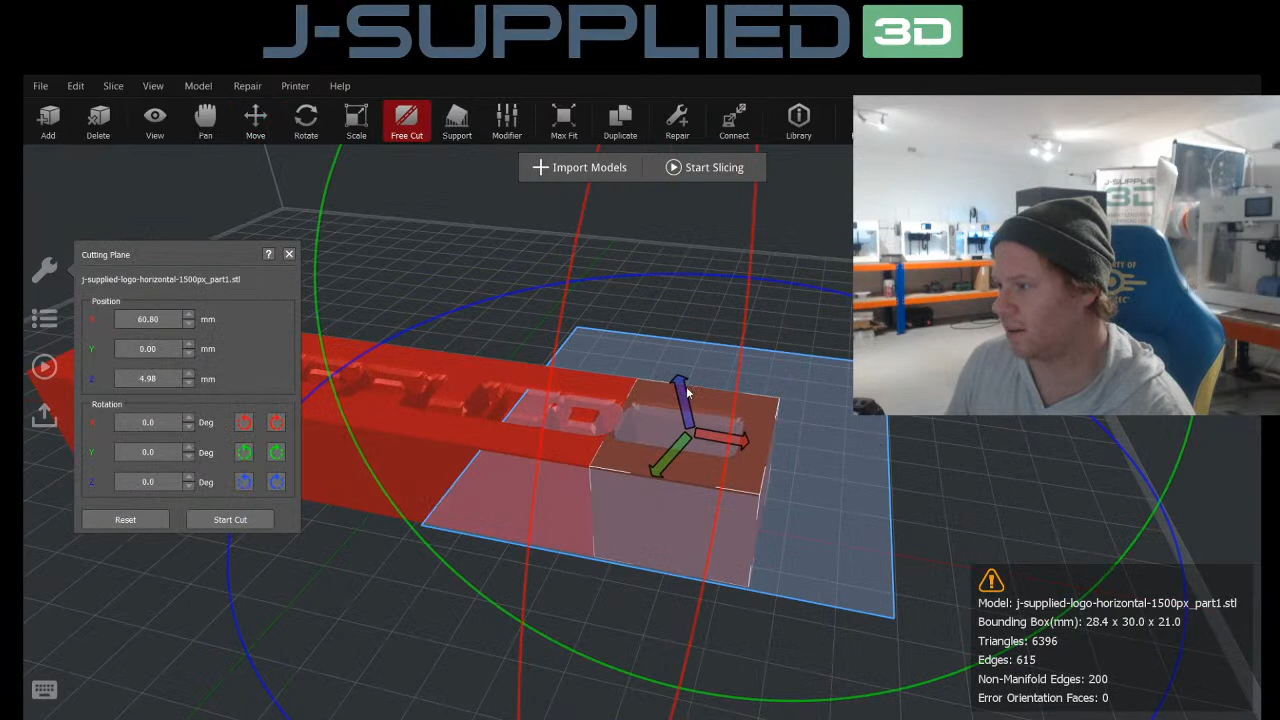 J-SUPPLIED 3D
File Edit Slice View Model Repair Printer Help
Add Delete View Pan Move Rotate Scale Free Cut Support Modifier Max Fit Duplicate Repair Connect Library
Import Models Start Slicing
J-SUPPLIED
3D
Cutting Plane ?
j-supplied-logo-horizontal-1500px_part1.stl
Position
X 60.80 mm
Y 0.00 mm
Z 4.98 mm
Rotation
X 0.0 Deg
Y 0.0 Deg
Z 0.0 Deg
Reset Start Cut
Model: j-supplied-logo-horizontal-1500px_part1.stl
Bounding Box(mm): 28.4 x 30.0 x 21.0
Triangles: 6396
Edges: 615
Non-Manifold Edges: 200
Error Orientation Faces: 0